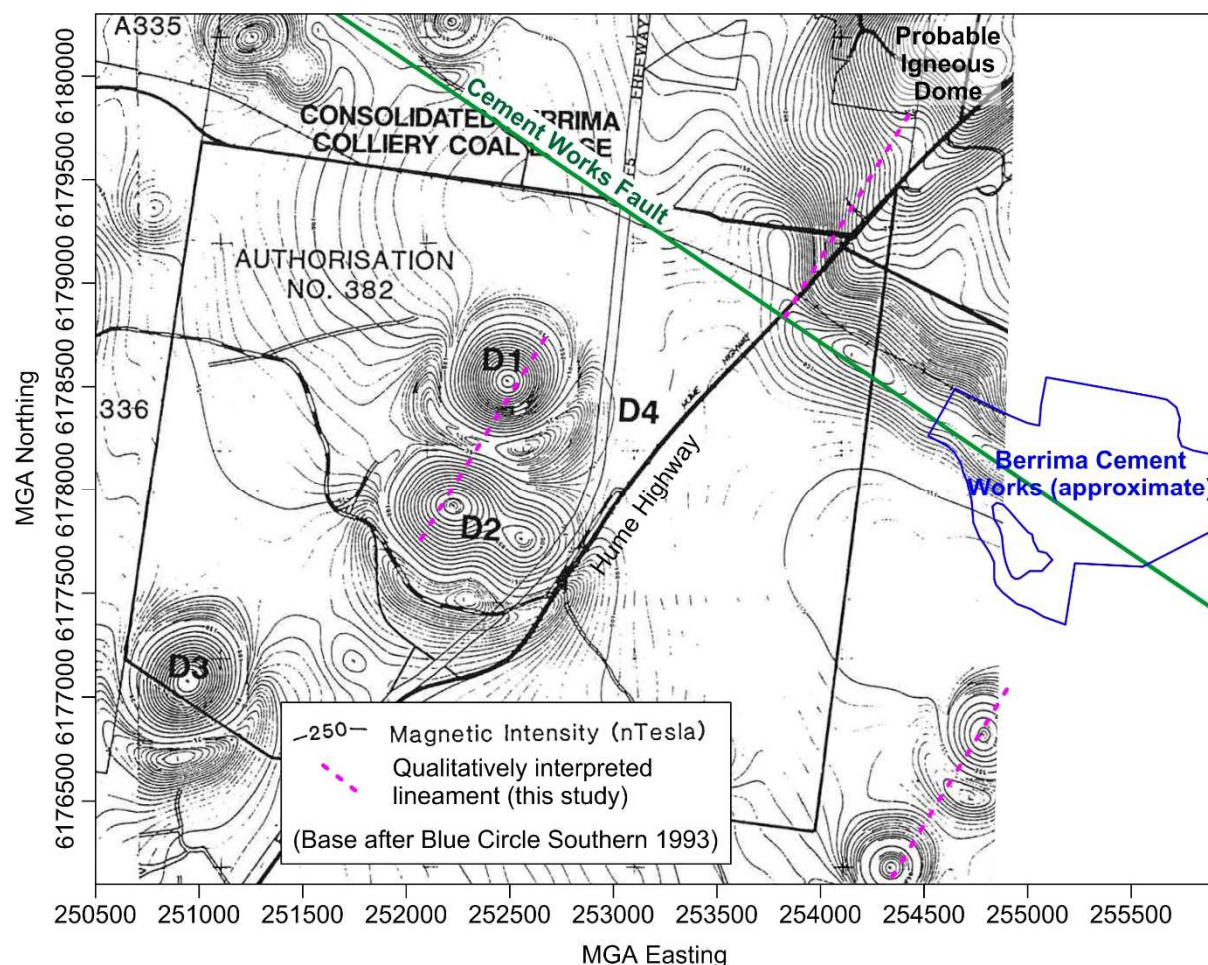 A335
Probable
Igneous
Dome
FREEWAY
Cement Works Fault
CONSOLIDATED
COLLIERY COAL
AUTHORISATION
NO. 382
D1
336
D4
HUME HIGHWAY
Hume Highway
D2
Berrima Cement
Works (approximate)
D3
-250- Magnetic Intensity (nTesla)
Qualitatively interpreted
lineament (this study)
(Base after Blue Circle Southern 1993)
MGA Northing
6180000
6179500
6179000
6178500
6178000
6177500
6177000
6176500
250500 251000 251500 252000 252500 253000 253500 254000 254500 255000 255500
MGA Easting